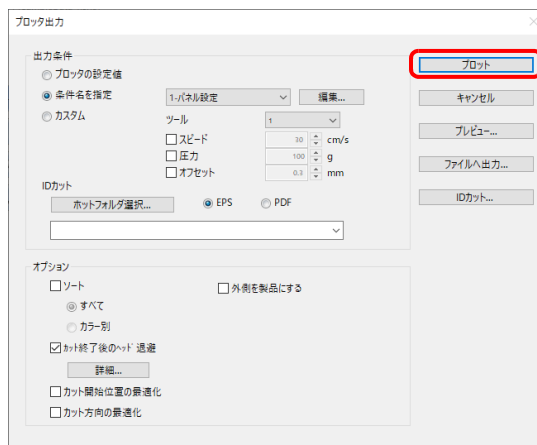 プロッタ出力
出力条件
プロッタの設定値
条件名を指定
1-パネル設定
編集...
カスタム
ツール
1
スピード
30
cm/s
圧力
100
g
オフセット
0.3
mm
IDカット
ホットフォルダ選択...
EPS
PDF
オプション
ソート
外側を製品にする
すべて
カラー別
カット終了後のヘッド退避
詳細...
カット開始位置の最適化
カット方向の最適化
プロット
キャンセル
プレビュー...
ファイルへ出力...
IDカット...